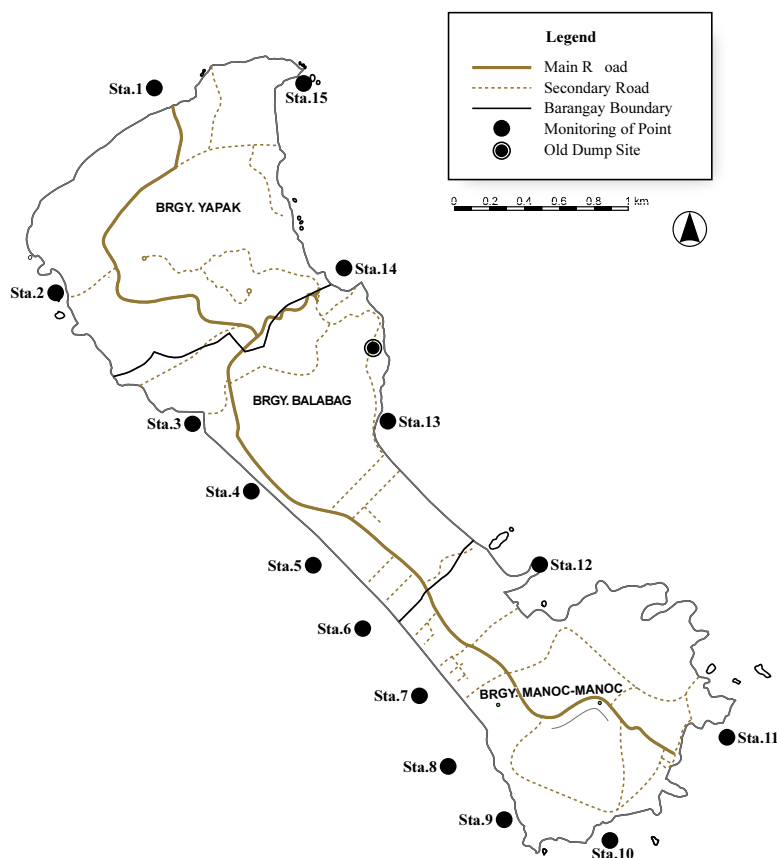 Legend
Main R oad
Secondary Road
Barangay Boundary
Monitoring of Point
Old Dump Site
0 0.2 0.4 0.6 0.8 1 km
Sta.1
Sta.15
BRGY. YAPAK
Sta.14
Sta.2
BRGY. BALABAG
Sta.3
Sta.13
Sta.4
Sta.5
Sta.12
Sta.6
Sta.7
BRGY. MANOC-MANOC
Sta.11
Sta.8
Sta.9
Sta.10